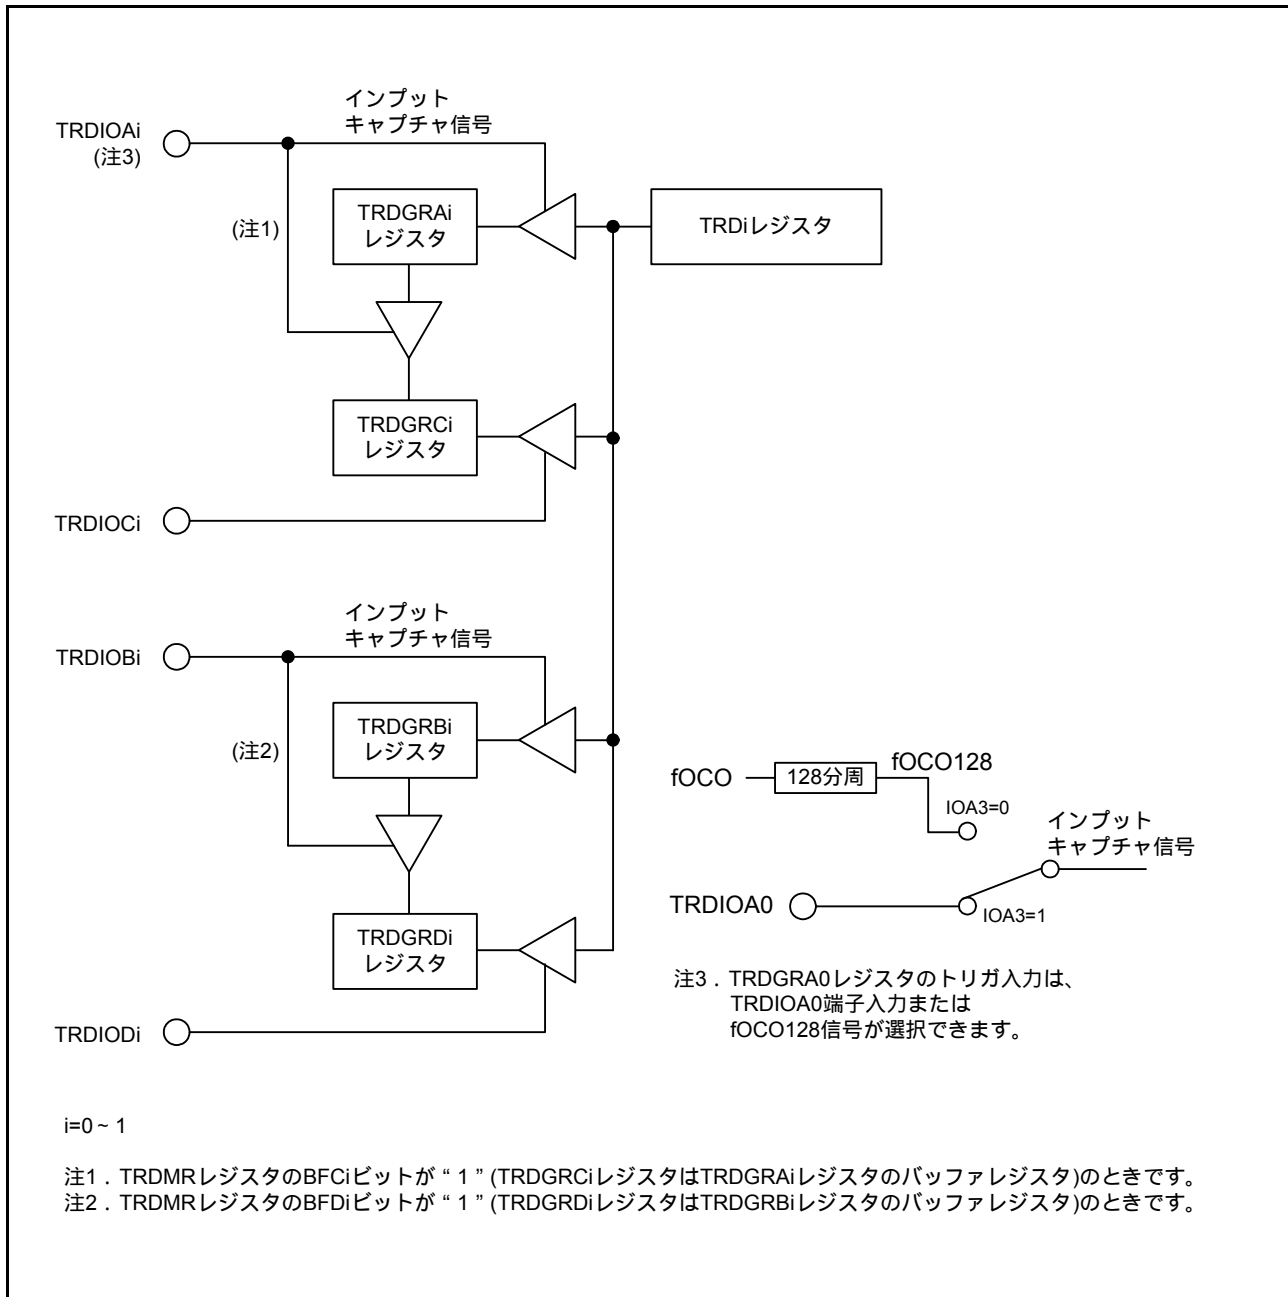 インプット
キャプチャ信号
TRDIOAi
(注3)
TRDGRAi
レジスタ
TRDiレジスタ
(注1)
TRDGRCi
レジスタ
TRDIOCi
インプット
キャプチャ信号
TRDIOBi
TRDGRBi
レジスタ
(注2)
TRDGRDi
レジスタ
TRDIODi
fOCO
128分周
fOCO128
IOA3=0
インプット
キャプチャ信号
TRDIOA0
IOA3=1
注3．TRDGRA0レジスタのトリガ入力は、
TRDIOA0端子入力または
fOCO128信号が選択できます。
i=0～1
注1．TRDMRレジスタのBFCiビットが“1”(TRDGRCiレジスタはTRDGRAiレジスタのバッファレジスタ)のときです。
注2．TRDMRレジスタのBFDiビットが“1”(TRDGRDiレジスタはTRDGRBiレジスタのバッファレジスタ)のときです。